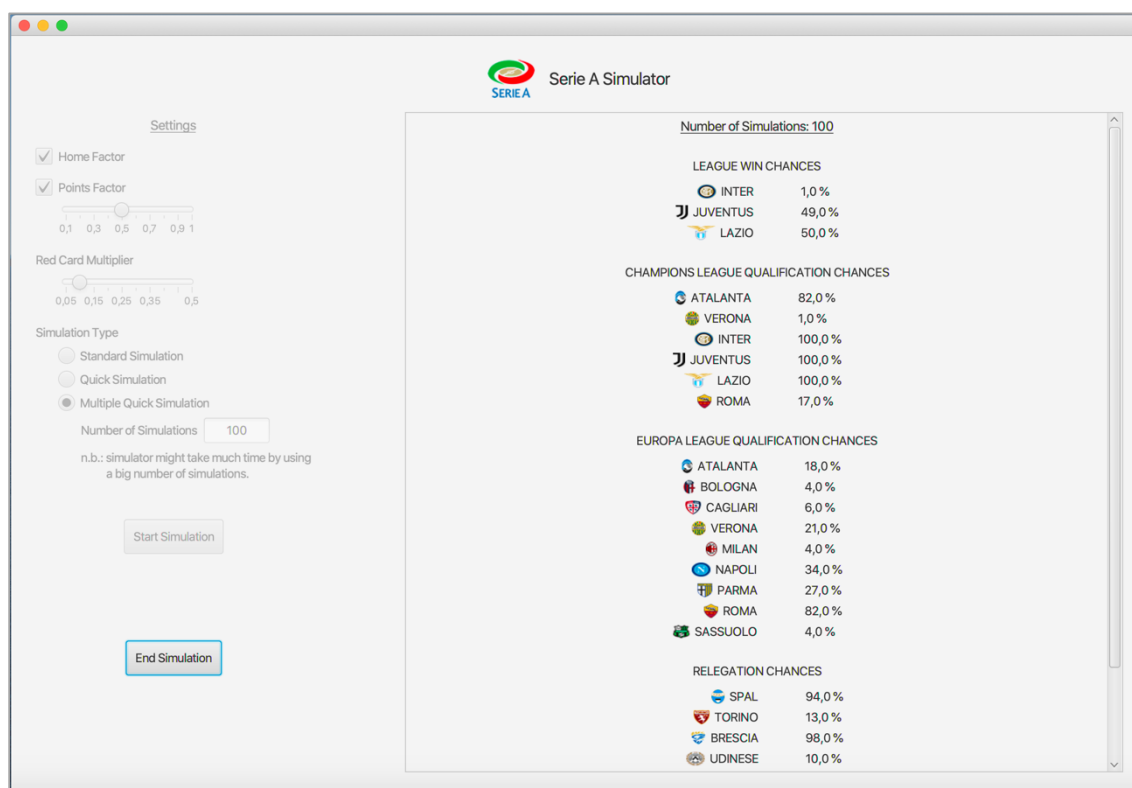 SERIE A
Serie A Simulator
Settings
Home Factor
Points Factor
0,1 0,3 0,5 0,7 0,9 1
Red Card Multiplier
0,05 0,15 0,25 0,35 0,5
Simulation Type
Standard Simulation
Quick Simulation
Multiple Quick Simulation
Number of Simulations 100
n.b.: simulator might take much time by using
a big number of simulations.
Start Simulation
End Simulation
Number of Simulations: 100
LEAGUE WIN CHANCES
INTER 1,0 %
JUVENTUS 49,0 %
LAZIO 50,0 %
CHAMPIONS LEAGUE QUALIFICATION CHANCES
ATALANTA 82,0 %
VERONA 1,0 %
INTER 100,0 %
JUVENTUS 100,0 %
LAZIO 100,0 %
ROMA 17,0 %
EUROPA LEAGUE QUALIFICATION CHANCES
ATALANTA 18,0 %
BOLOGNA 4,0 %
CAGLIARI 6,0 %
VERONA 21,0 %
MILAN 4,0 %
NAPOLI 34,0 %
PARMA 27,0 %
ROMA 82,0 %
SASSUOLO 4,0 %
RELEGATION CHANCES
SPAL 94,0 %
TORINO 13,0 %
BRESCIA 98,0 %
UDINESE 10,0 %